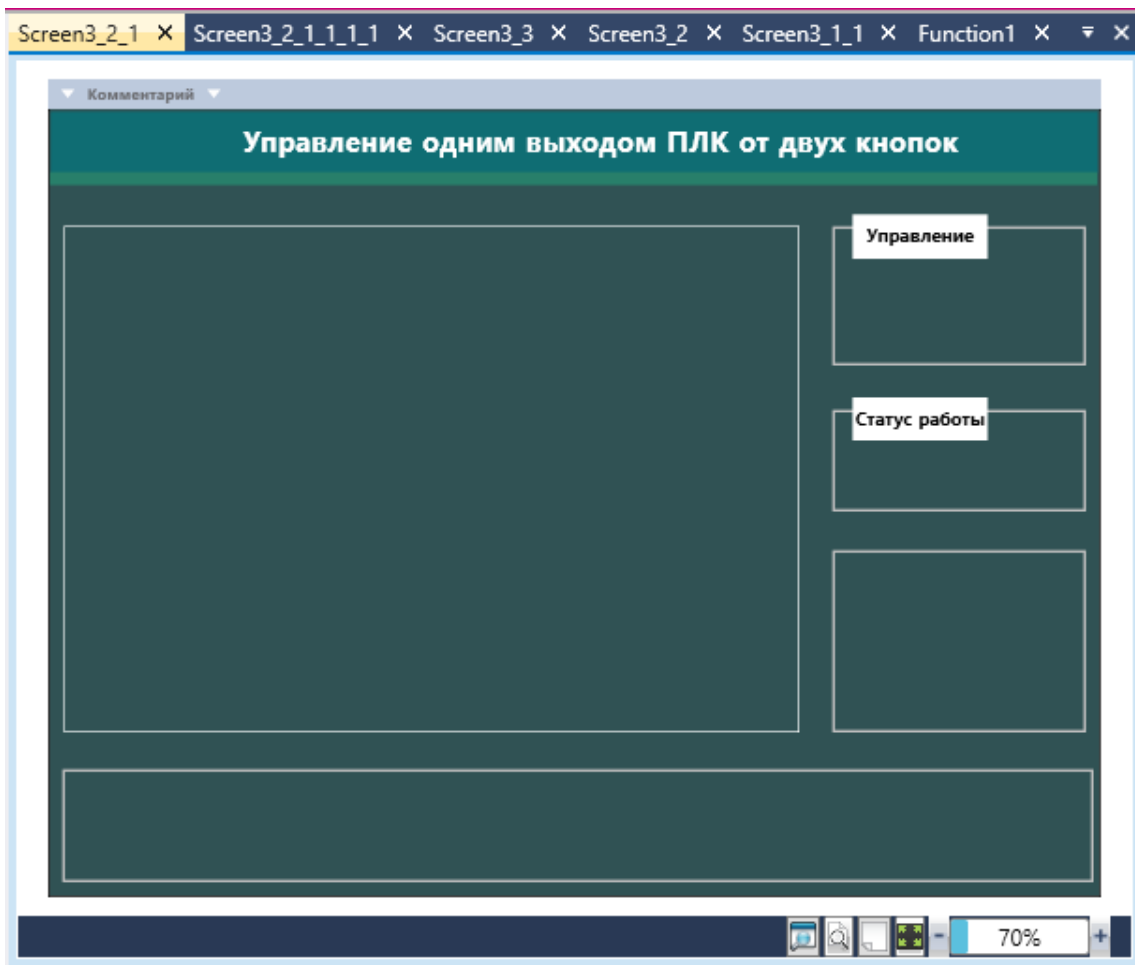 Screen3_2_1 Screen3_2_1_1_1_1 Screen3_3 Screen3_2 Screen3_1_1 Function1
Комментарий
Управление одним выходом ПЛК от двух кнопок
Управление
Статус работы
70%